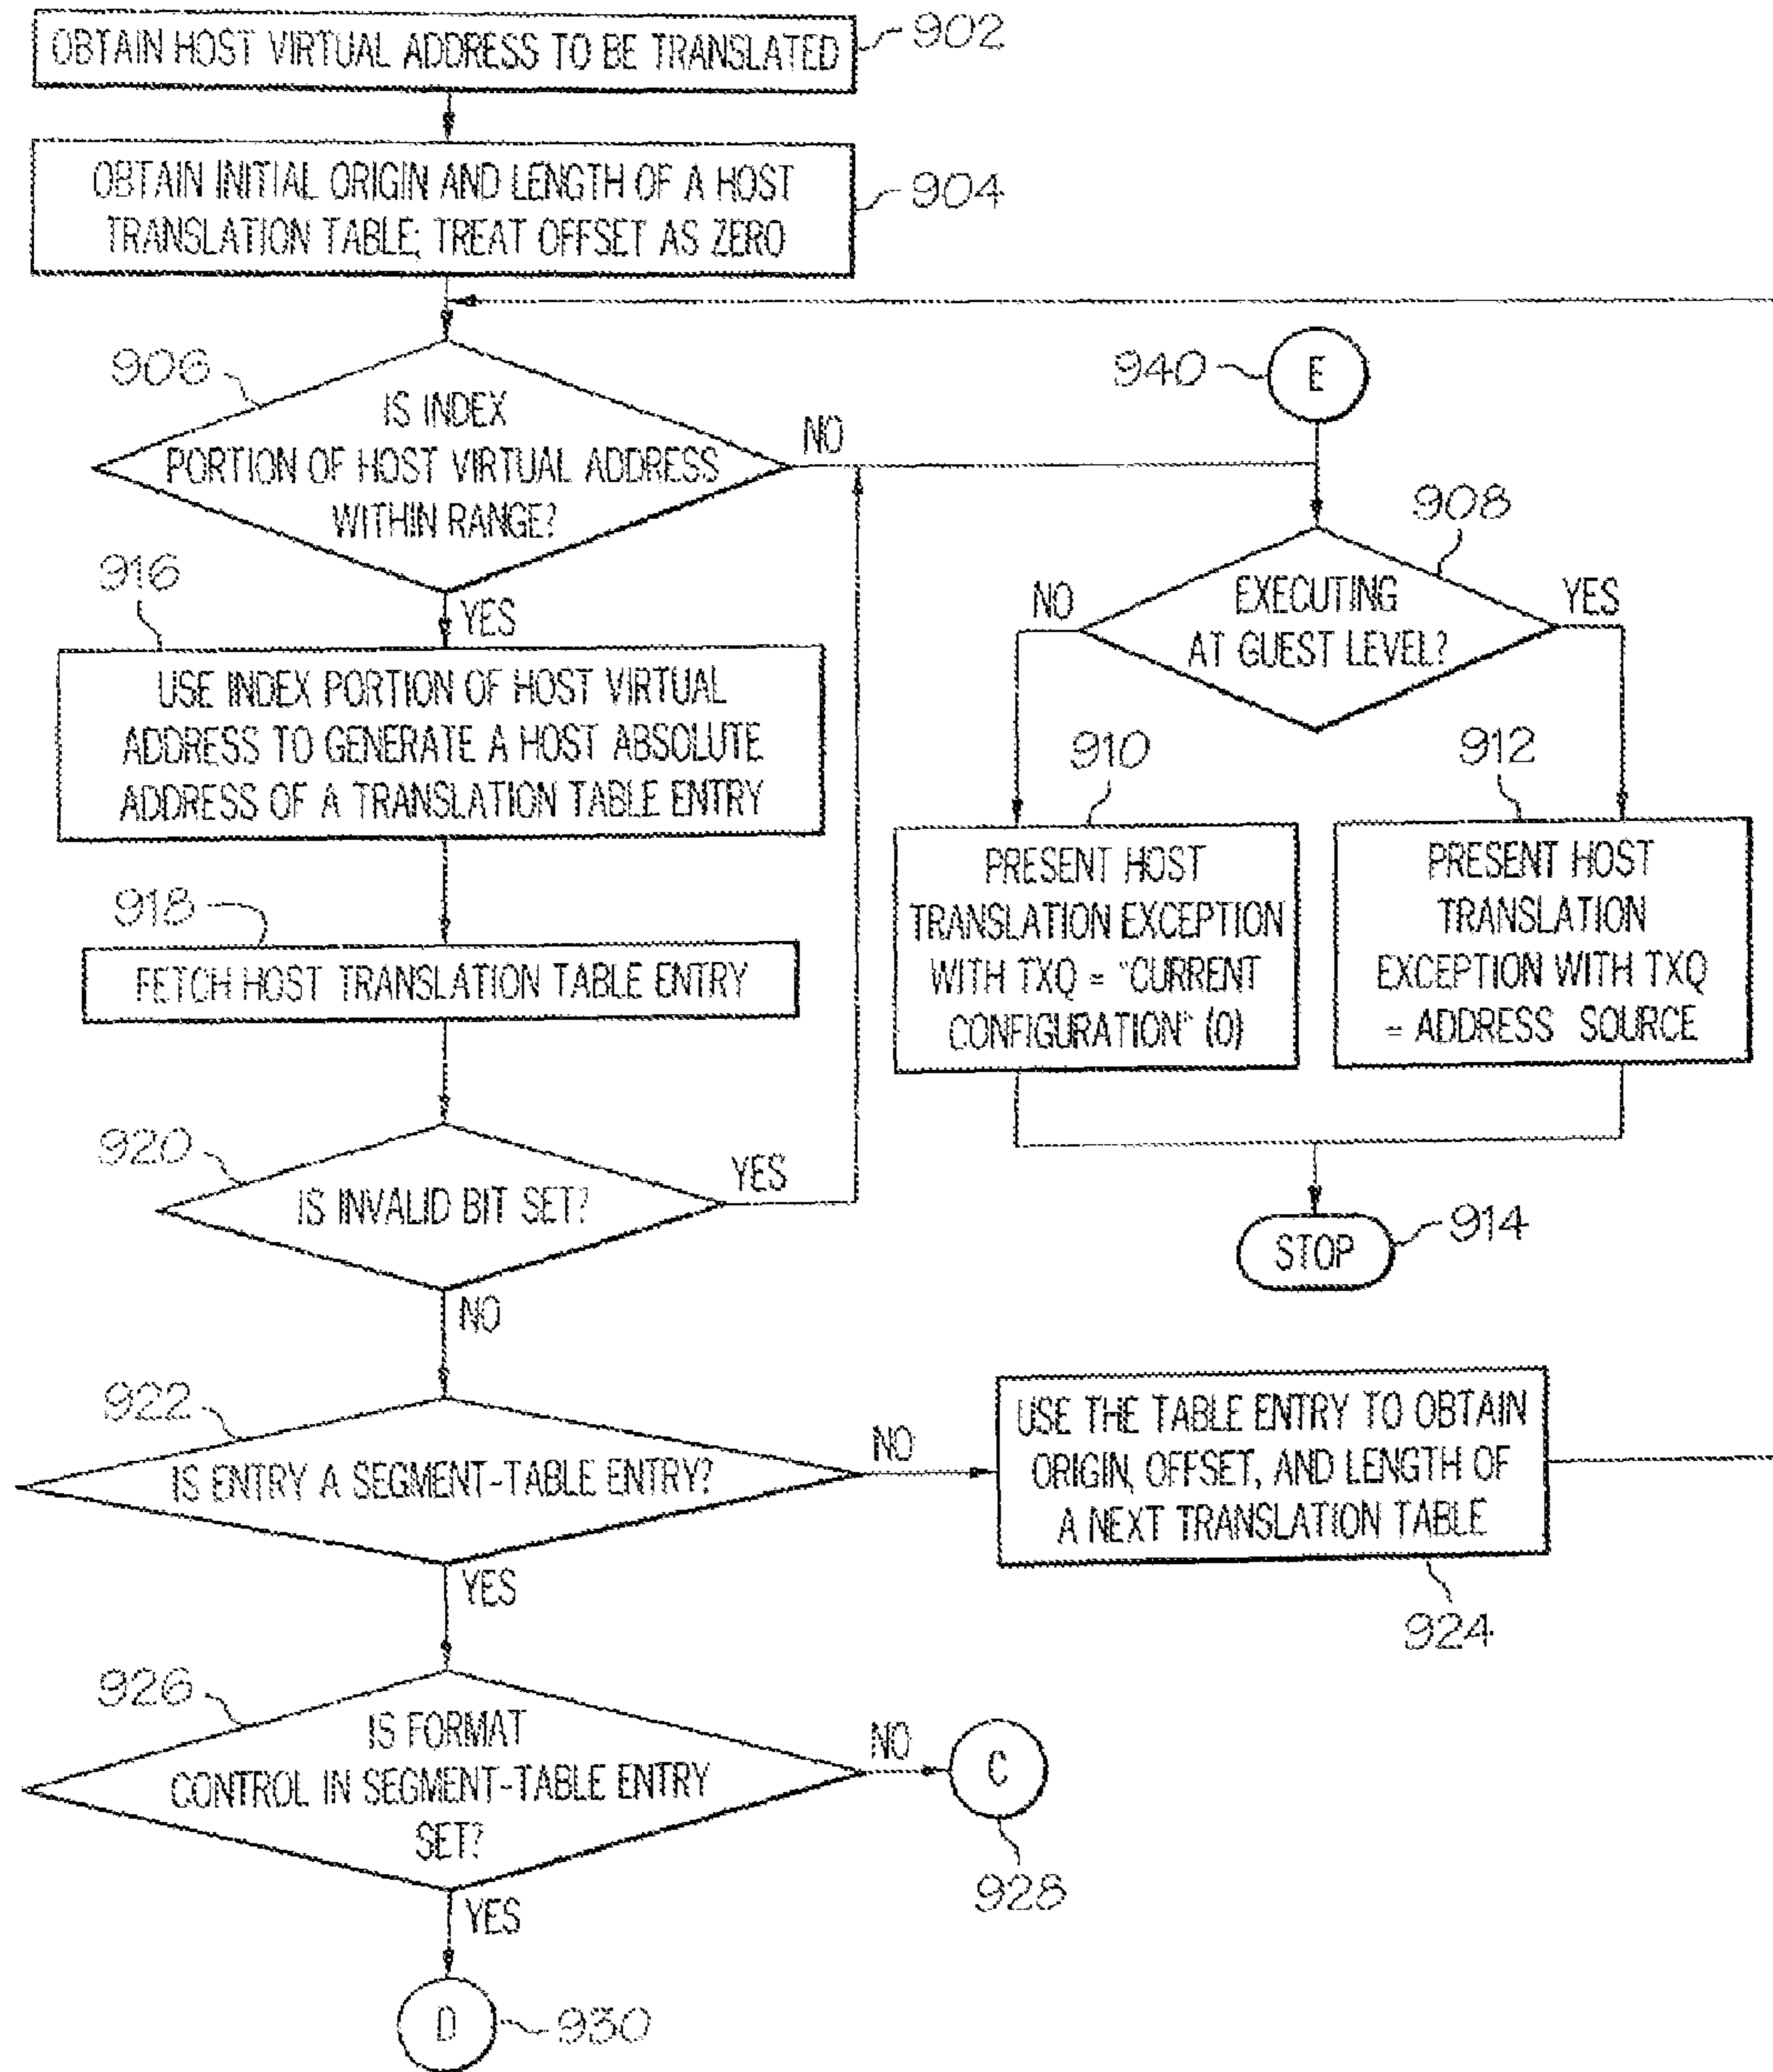 OBTAIN HOST VIRTUAL ADDRESS TO BE TRANSLATED
902
OBTAIN INITIAL ORIGIN AND LENGTH OF A HOST
TRANSLATION TABLE; TREAT OFFSET AS ZERO
904
906
IS INDEX
PORTION OF HOST VIRTUAL ADDRESS
WITHIN RANGE?
NO
YES
940
E
908
EXECUTING
AT GUEST LEVEL?
NO
YES
916
USE INDEX PORTION OF HOST VIRTUAL
ADDRESS TO GENERATE A HOST ABSOLUTE
ADDRESS OF A TRANSLATION TABLE ENTRY
910
PRESENT HOST
TRANSLATION EXCEPTION
WITH TXQ = "CURRENT
CONFIGURATION" (0)
912
PRESENT HOST
TRANSLATION
EXCEPTION WITH TXQ
= ADDRESS SOURCE
918
FETCH HOST TRANSLATION TABLE ENTRY
920
IS INVALID BIT SET?
YES
NO
STOP
914
922
IS ENTRY A SEGMENT-TABLE ENTRY?
NO
YES
USE THE TABLE ENTRY TO OBTAIN
ORIGIN, OFFSET, AND LENGTH OF
A NEXT TRANSLATION TABLE
924
926
IS FORMAT
CONTROL IN SEGMENT-TABLE ENTRY
SET?
NO
C
928
YES
D
930